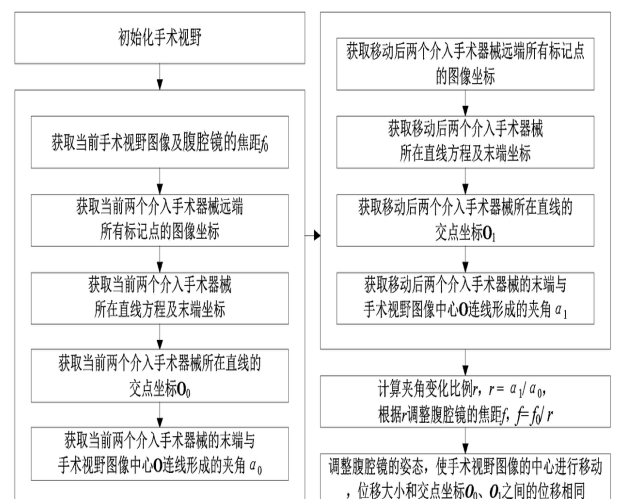 初始化手术视野
获取当前手术视野图像及腹腔镜的焦距f₀
获取当前两个介入手术器械远端
所有标记点的图像坐标
获取当前两个介入手术器械
所在直线方程及末端坐标
获取当前两个介入手术器械所在直线的
交点坐标O₀
获取当前两个介入手术器械的末端与
手术视野图像中心O连线形成的夹角α₀
获取移动后两个介入手术器械远端所有标记点
的图像坐标
获取移动后两个介入手术器械
所在直线方程及末端坐标
获取移动后两个介入手术器械所在直线的
交点坐标O₁
获取移动后两个介入手术器械的末端与
手术视野图像中心O连线形成的夹角α₁
计算夹角变化比例r，r = α₁/α₀，
根据r调整腹腔镜的焦距f，f=f₀/r
调整腹腔镜的姿态，使手术视野图像的中心进行移动
，位移大小和交点坐标O₀、O₁之间的位移相同